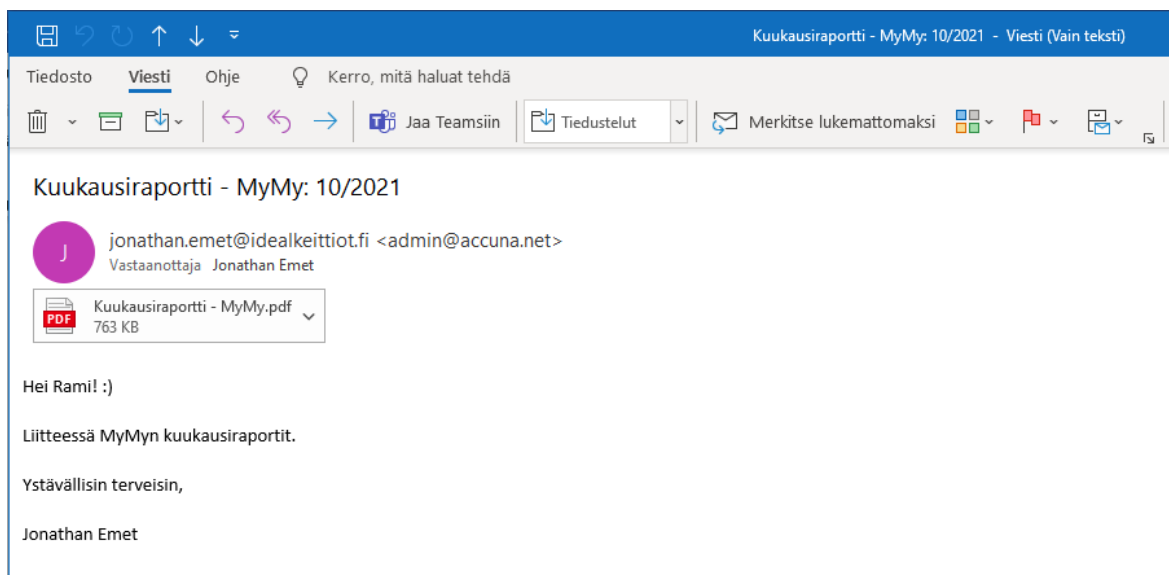 Kuukausiraportti - MyMy: 10/2021 - Viesti (Vain teksti)
Tiedosto Viesti Ohje Kerro, mitä haluat tehdä
Jaa Teamsiin Tiedustelut Merkitse lukemattomaksi
Kuukausiraportti - MyMy: 10/2021
J
jonathan.emet@idealkeittiot.fi <admin@accuna.net>
Vastaanottaja Jonathan Emet
PDF
Kuukausiraportti - MyMy.pdf
763 KB
Hei Rami! :)
Liitteessä MyMyn kuukausiraportit.
Ystävällisin terveisin,
Jonathan Emet